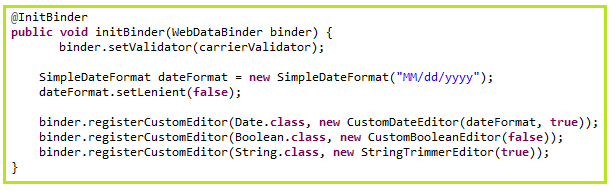 @InitBinder
public void initBinder(WebDataBinder binder) {
binder.setValidator(carrierValidator);
SimpleDateFormat dateFormat = new SimpleDateFormat("MM/dd/yyyy");
dateFormat.setLenient(false);
binder.registerCustomEditor(Date.class, new CustomDateEditor(dateFormat, true));
binder.registerCustomEditor(Boolean.class, new CustomBooleanEditor(false));
binder.registerCustomEditor(String.class, new StringTrimmerEditor(true));
}